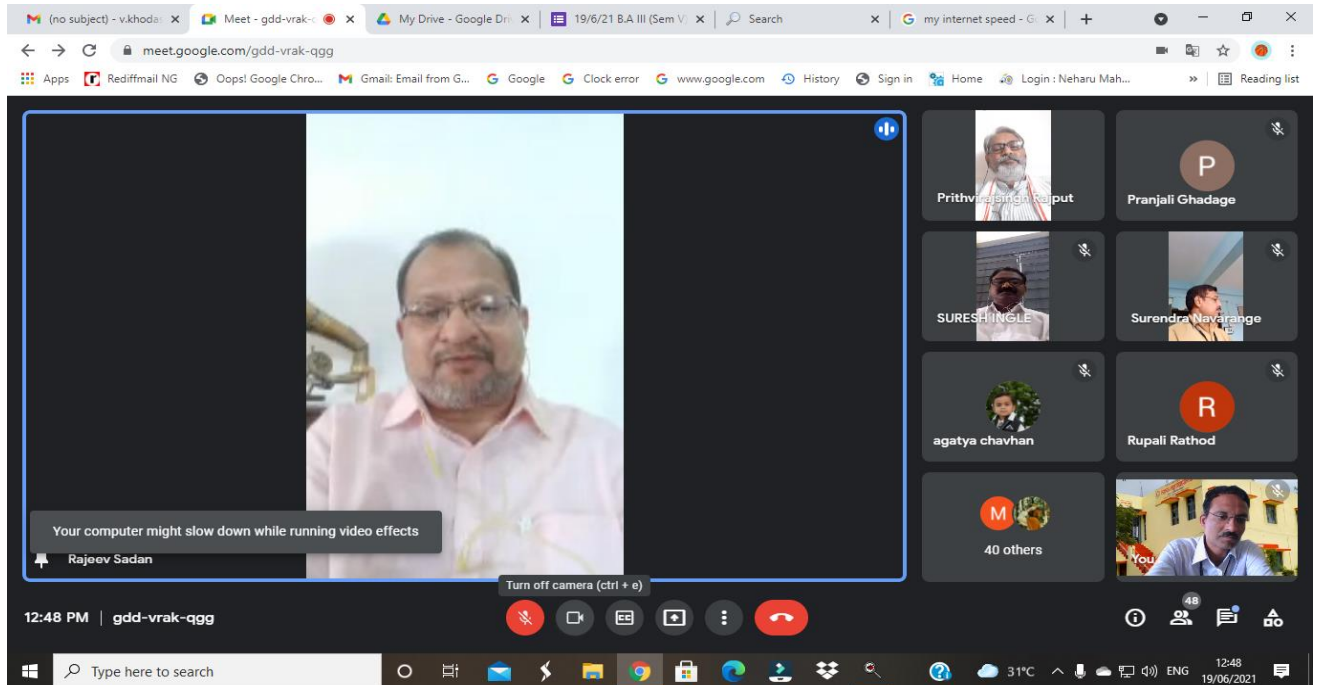 (no subject) - v.khodas
Meet - gdd-vrak-c
My Drive - Google Dri
19/6/21 B.A III (Sem V)
Search
my internet speed - Go
meet.google.com/gdd-vrak-qgg
Apps
Rediffmail NG
Oops! Google Chro...
Gmail: Email from G...
Google
Clock error
www.google.com
History
Sign in
Home
Login : Neharu Mah...
»
Reading list
Prithvirajsingh Rajput
P
Pranjali Ghadage
SURESH INGLE
Surendra Navarange
agatya chavhan
R
Rupali Rathod
M
40 others
You
Your computer might slow down while running video effects
Rajeev Sadan
Turn off camera (ctrl + e)
12:48 PM | gdd-vrak-qgg
CC
48
Type here to search
31°C
ENG
12:48
19/06/2021